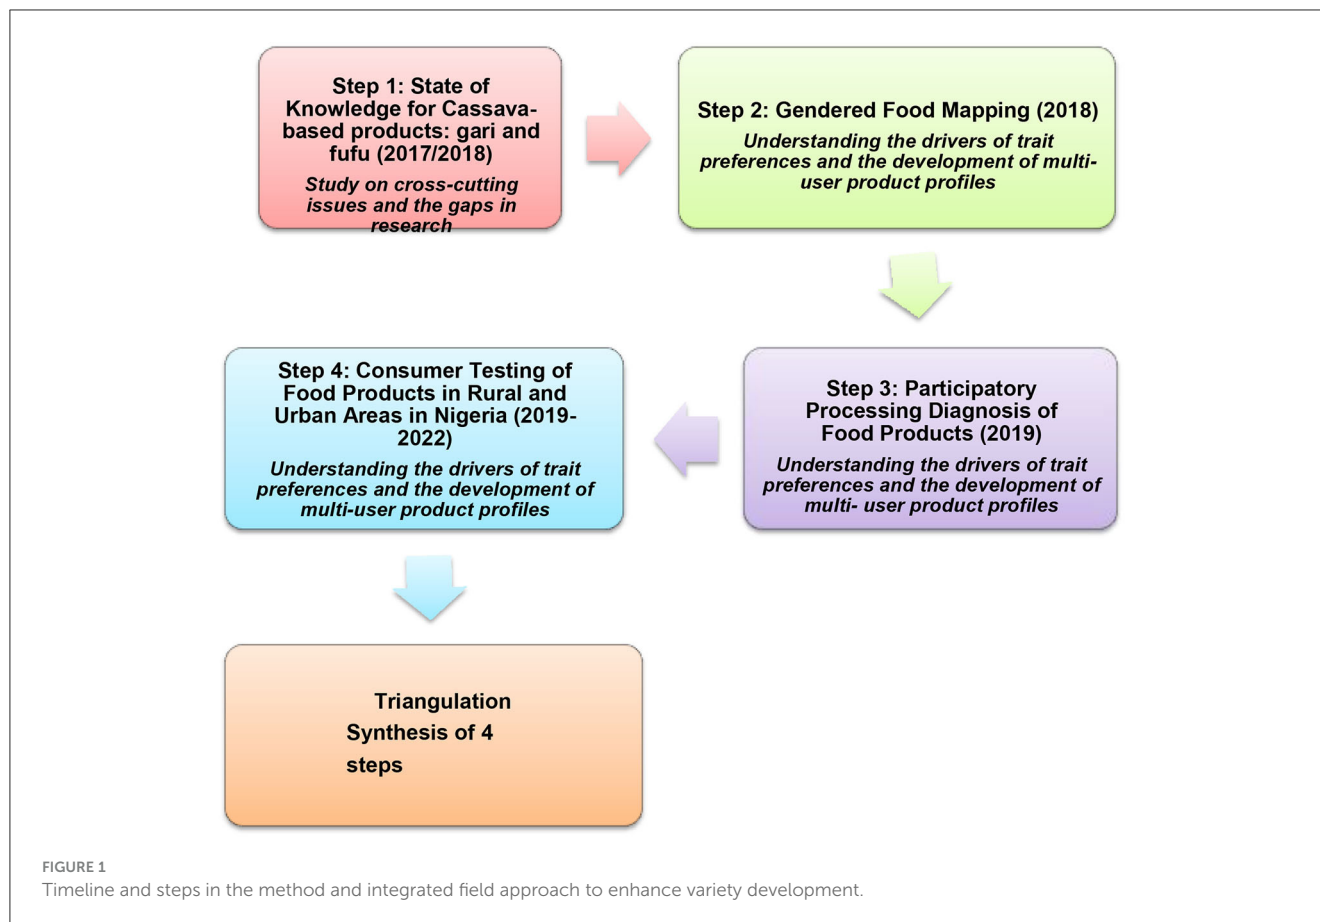 Step 1: State of
Knowledge for Cassava-
based products: gari and
fufu (2017/2018)
Study on cross-cutting
issues and the gaps in
research
Step 2: Gendered Food Mapping (2018)
Understanding the drivers of trait
preferences and the development of multi-
user product profiles
Step 3: Participatory
Processing Diagnosis of
Food Products (2019)
Understanding the drivers of trait
preferences and the development of
multi- user product profiles
Step 4: Consumer Testing of
Food Products in Rural and
Urban Areas in Nigeria (2019-
2022)
Understanding the drivers of trait
preferences and the development of
multi-user product profiles
Triangulation
Synthesis of 4
steps
FIGURE 1
Timeline and steps in the method and integrated field approach to enhance variety development.